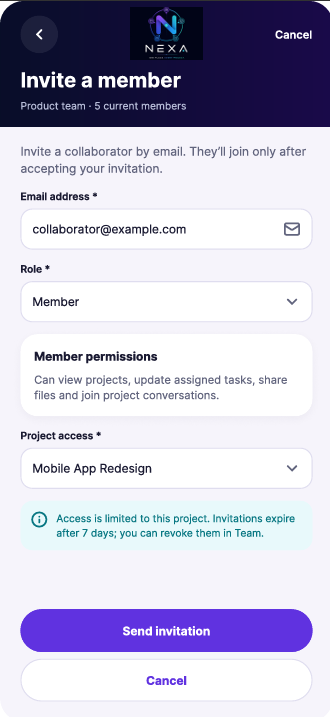 Cancel
NEXA
Invite a member
Product team · 5 current members
Invite a collaborator by email. They’ll join only after
accepting your invitation.
Email address *
collaborator@example.com
Role *
Member
Member permissions
Can view projects, update assigned tasks, share
files and join project conversations.
Project access *
Mobile App Redesign
Access is limited to this project. Invitations expire
after 7 days; you can revoke them in Team.
Send invitation
Cancel